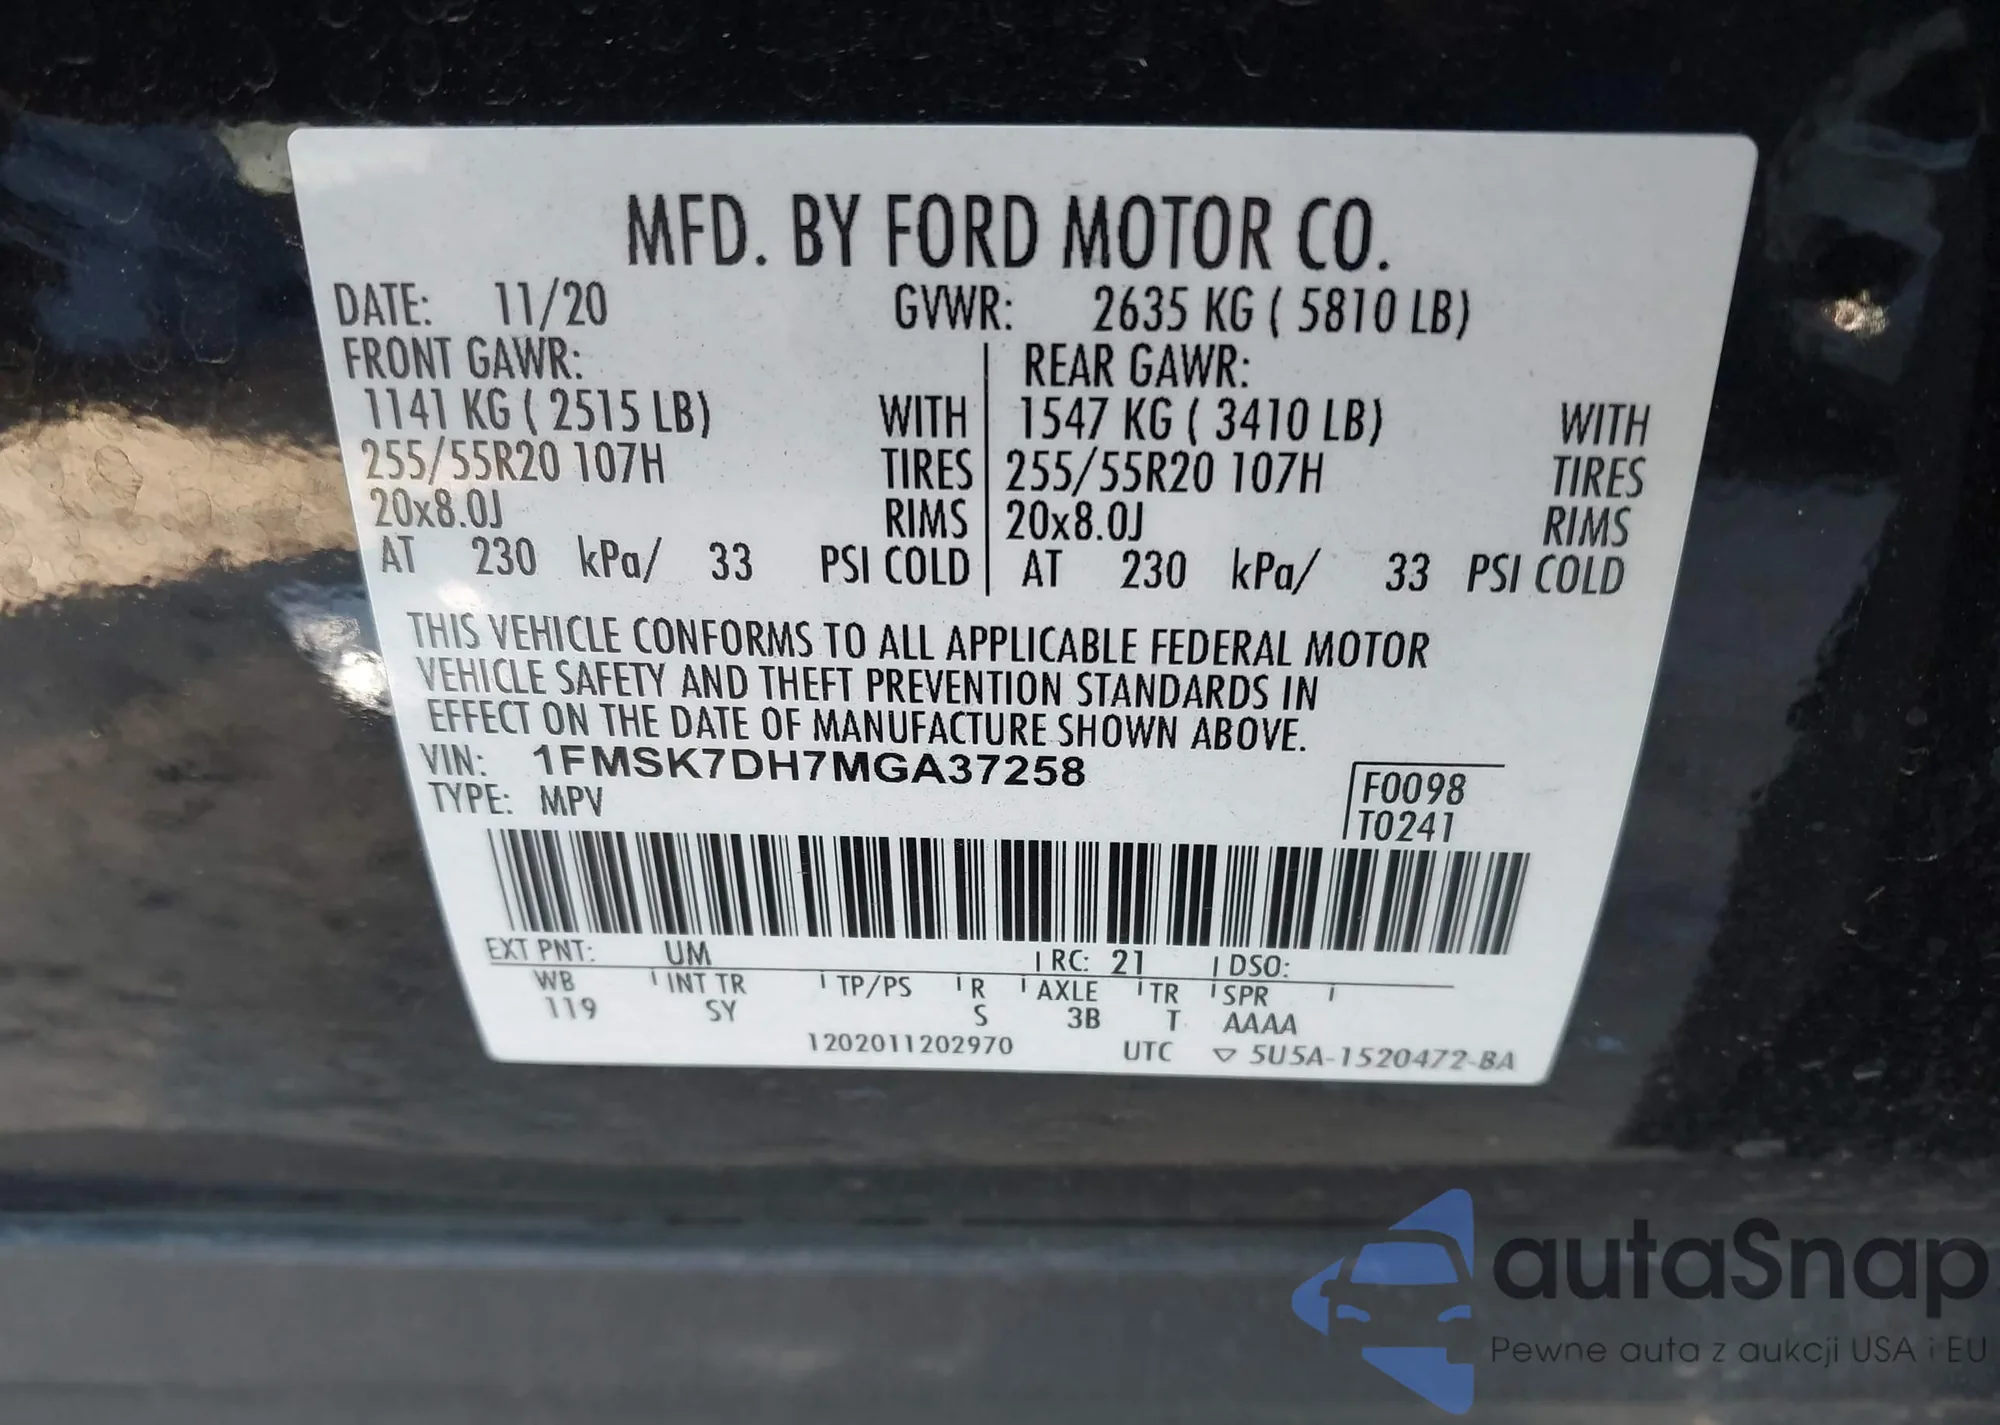 MFD. BY FORD MOTOR CO.
DATE: 11/20 GVWR: 2635 KG ( 5810 LB)
FRONT GAWR: REAR GAWR:
1141 KG ( 2515 LB) WITH 1547 KG ( 3410 LB) WITH
255/55R20 107H TIRES 255/55R20 107H TIRES
20x8.0J RIMS 20x8.0J RIMS
AT 230 kPa/ 33 PSI COLD AT 230 kPa/ 33 PSI COLD
THIS VEHICLE CONFORMS TO ALL APPLICABLE FEDERAL MOTOR
VEHICLE SAFETY AND THEFT PREVENTION STANDARDS IN
EFFECT ON THE DATE OF MANUFACTURE SHOWN ABOVE.
VIN: 1FMSK7DH7MGA37258
TYPE: MPV
F0098
T0241
EXT PNT: UM RC: 21 DSO:
WB INT TR TP/PS R AXLE TR SPR
119 SY S 3B T AAAA
1202011202970 UTC ▽ 5U5A-1520472-BA
autaSnap
Pewne auta z aukcji USA i EU